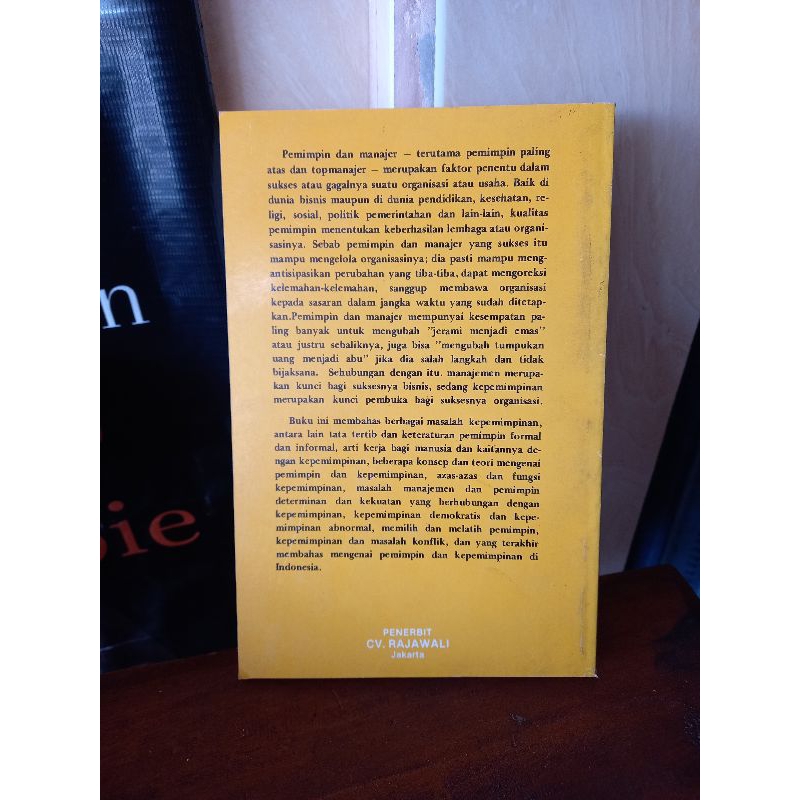 Pemimpin dan manajer — terutama pemimpin paling
atas dan topmanajer — merupakan faktor penentu dalam
sukses atau gagalnya suatu organisasi atau usaha. Baik di
dunia bisnis maupun di dunia pendidikan, kesehatan, re-
ligi, sosial, politik pemerintahan dan lain-lain, kualitas
pemimpin menentukan keberhasilan lembaga atau organi-
sasinya. Sebab pemimpin dan manajer yang sukses itu
mampu mengelola organisasinya; dia pasti mampu meng-
antisipasikan perubahan yang tiba-tiba, dapat mengoreksi
kelemahan-kelemahan, sanggup membawa organisasi
kepada sasaran dalam jangka waktu yang sudah ditetap-
kan.Pemimpin dan manajer mempunyai kesempatan pa-
ling banyak untuk mengubah "jerami menjadi emas"
atau justru sebaliknya, juga bisa "mengubah tumpukan
uang menjadi abu" jika dia salah langkah dan tidak
bijaksana. Sehubungan dengan itu. manajemen merupa-
kan kunci bagi suksesnya bisnis, sedang kepemimpinan
merupakan kunci pembuka bagi suksesnya organisasi.
Buku ini membahas berbagai masalah kepemimpinan,
antara lain tata tertib dan keteraturan pemimpin formal
dan informal, arti kerja bagi manusia dan kaitannya de-
ngan kepemimpinan, beberapa konsep dan teori mengenai
pemimpin dan kepemimpinan, azas-azas dan fungsi
kepemimpinan, masalah manajemen dan pemimpin
determinan dan kekuatan yang berhubungan dengan
kepemimpinan, kepemimpinan demokratis dan kepe-
mimpinan abnormal, memilih dan melatih pemimpin,
kepemimpinan dan masalah konflik, dan yang terakhir
membahas mengenai pemimpin dan kepemimpinan di
Indonesia.
PENERBIT
CV. RAJAWALI
Jakarta
n
ie